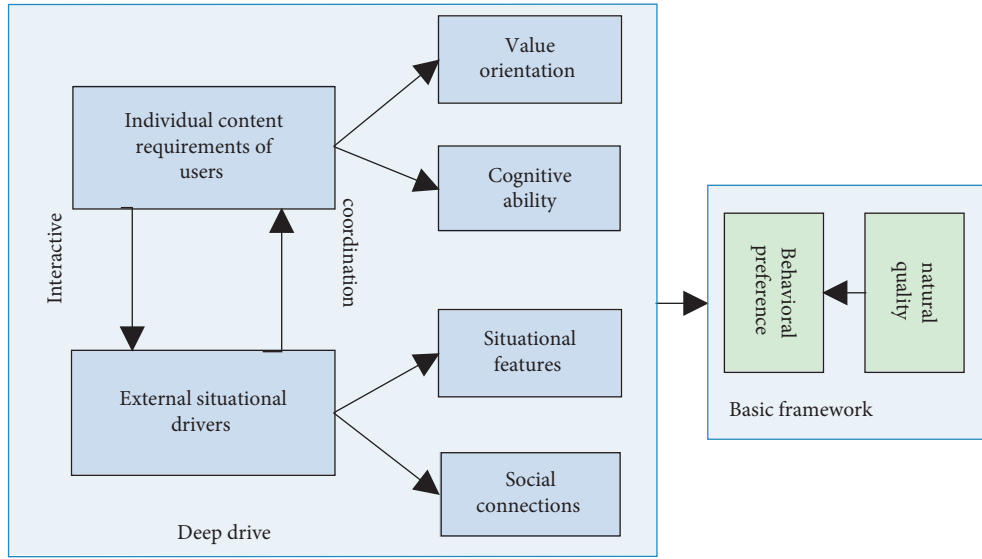 Value
orientation
Individual content
requirements of
users
Cognitive
ability
Interactive
coordination
Behavioral
preference
natural
quality
Situational
features
External situational
drivers
Basic framework
Social
connections
Deep drive